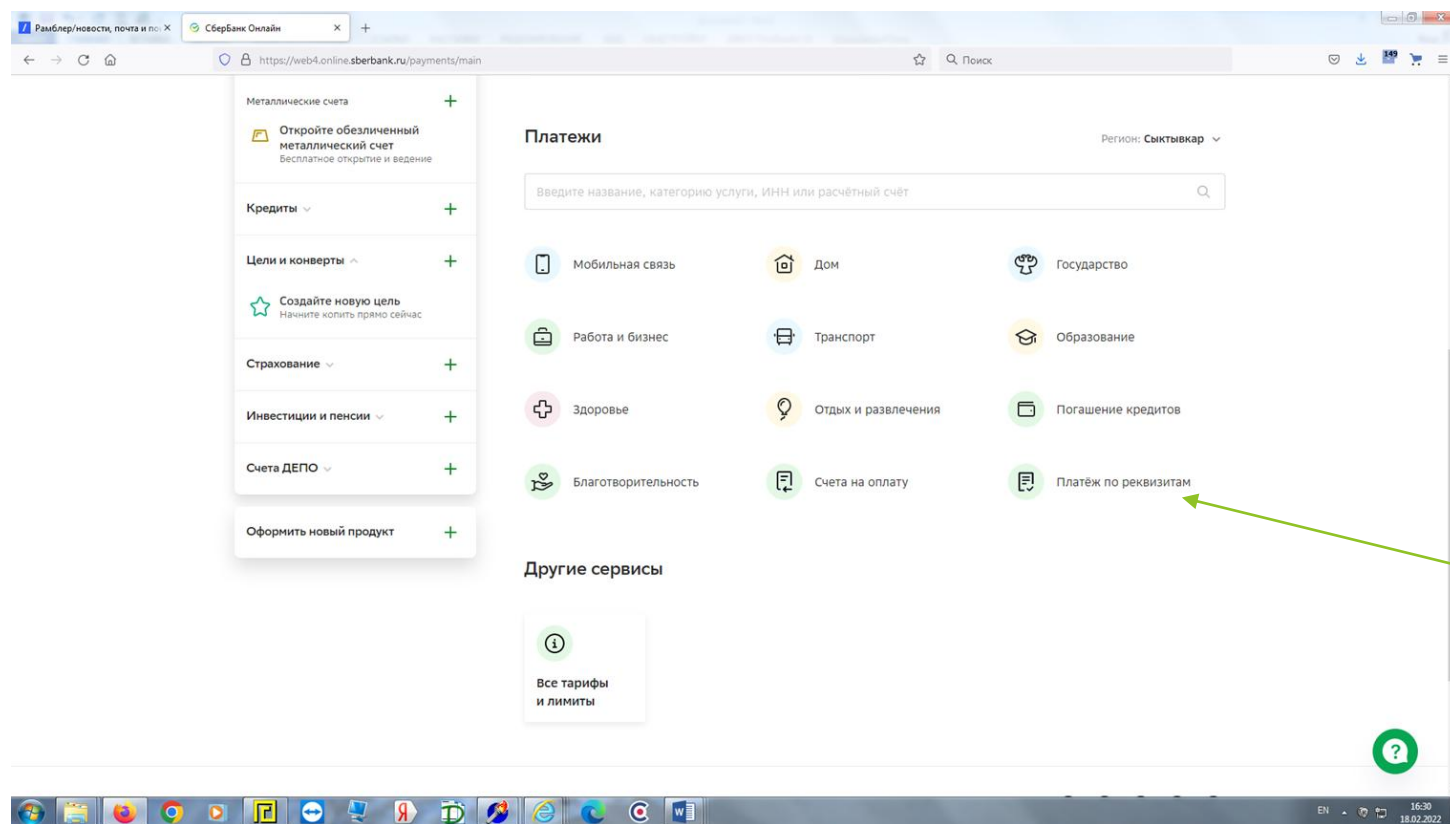 Рамблер/новости, почта и по
СберБанк Онлайн
https://web4.online.sberbank.ru/payments/main
Поиск
149
Металлические счета
Откройте обезличенный
металлический счет
Бесплатное открытие и ведение
Кредиты
Цели и конверты
Создайте новую цель
Начните копить прямо сейчас
Страхование
Инвестиции и пенсии
Счета ДЕПО
Оформить новый продукт
Платежи
Регион: Сыктывкар
Введите название, категорию услуги, ИНН или расчётный счёт
Мобильная связь
Дом
Государство
Работа и бизнес
Транспорт
Образование
Здоровье
Отдых и развлечения
Погашение кредитов
Благотворительность
Счета на оплату
Платёж по реквизитам
Другие сервисы
Все тарифы
и лимиты
EN
16:30
18.02.2022